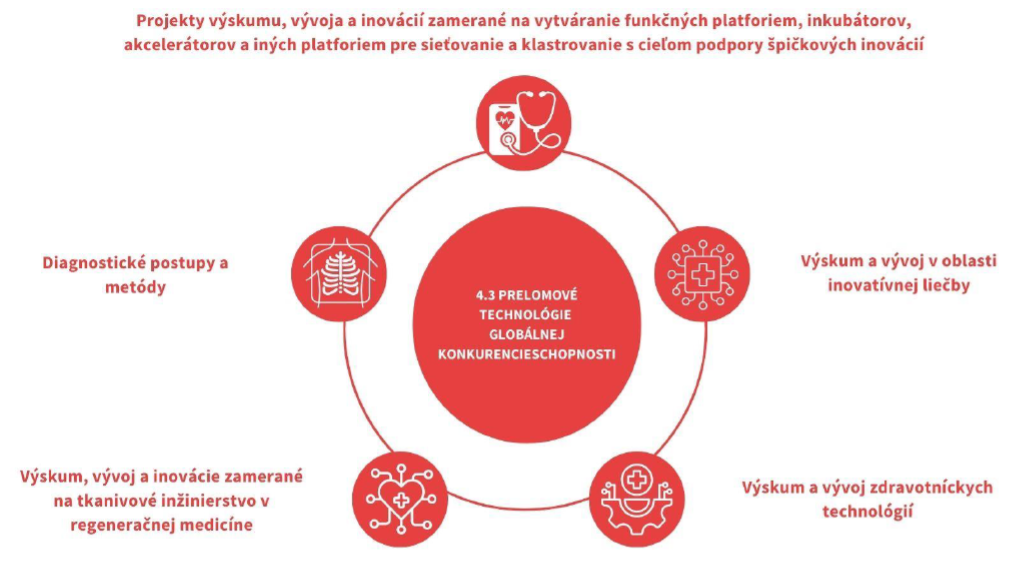 Projekty výskumu, vývoja a inovácií zamerané na vytváranie funkčných platforiem, inkubátorov,
akcelerátorov a iných platforiem pre sieťovanie a klastrovanie s cieľom podpory špičkových inovácií
Diagnostické postupy a
metódy
Výskum a vývoj v oblasti
inovatívnej liečby
4.3 PRELOMOVÉ
TECHNOLÓGIE
GLOBÁLNEJ
KONKURENCIESCHOPNOSTI
Výskum, vývoj a inovácie zamerané
na tkanivové inžinierstvo v
regeneračnej medicíne
Výskum a vývoj zdravotníckych
technológií